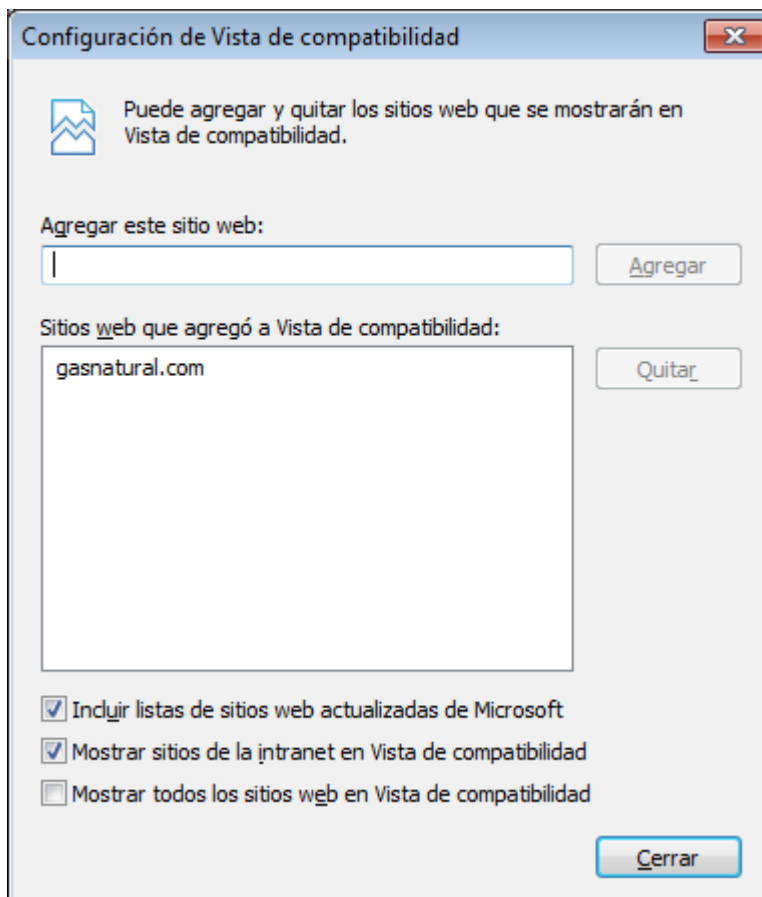 Configuración de Vista de compatibilidad
Puede agregar y quitar los sitios web que se mostrarán en
Vista de compatibilidad.
Agregar este sitio web:
Agregar
Sitios web que agregó a Vista de compatibilidad:
gasnatural.com
Quitar
Incluir listas de sitios web actualizadas de Microsoft
Mostrar sitios de la intranet en Vista de compatibilidad
Mostrar todos los sitios web en Vista de compatibilidad
Cerrar